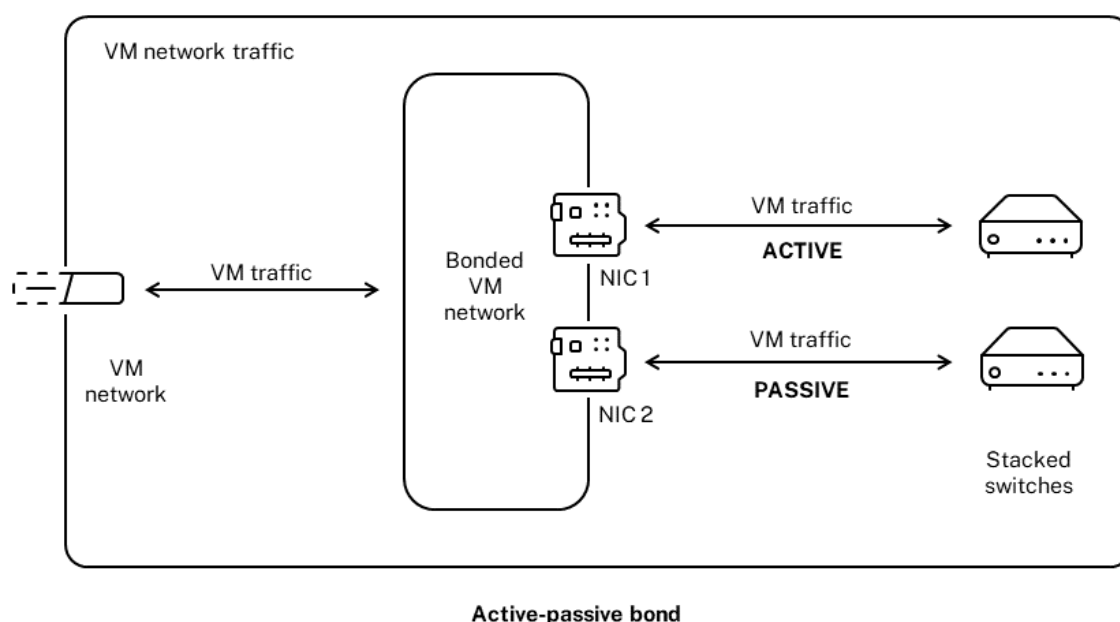 VM network traffic
VM traffic
ACTIVE
NIC 1
Bonded
VM
network
VM traffic
VM
network
VM traffic
PASSIVE
NIC 2
Stacked
switches
Active-passive bond